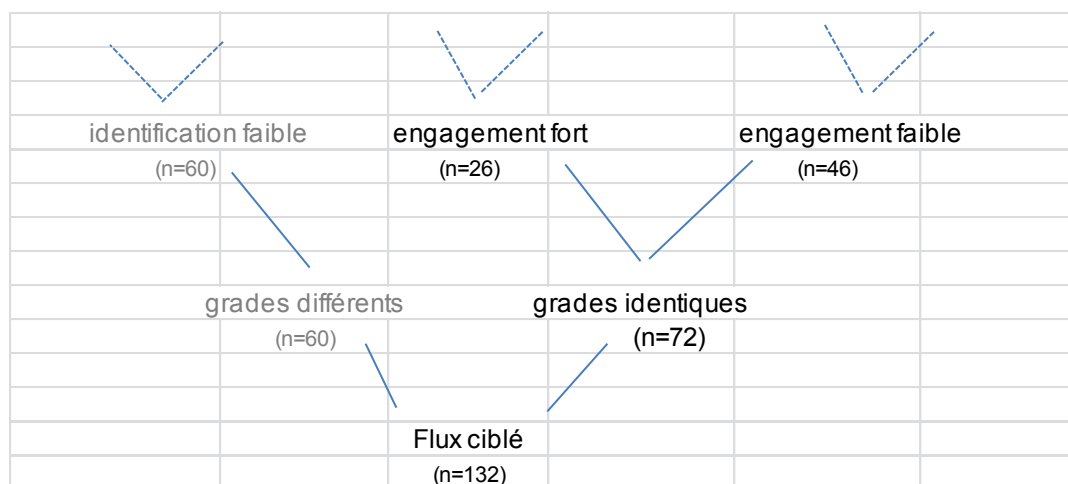 identification faible
engagement fort
engagement faible
(n=60)
(n=26)
(n=46)
grades différents
grades identiques
(n=60)
(n=72)
Flux ciblé
(n=132)